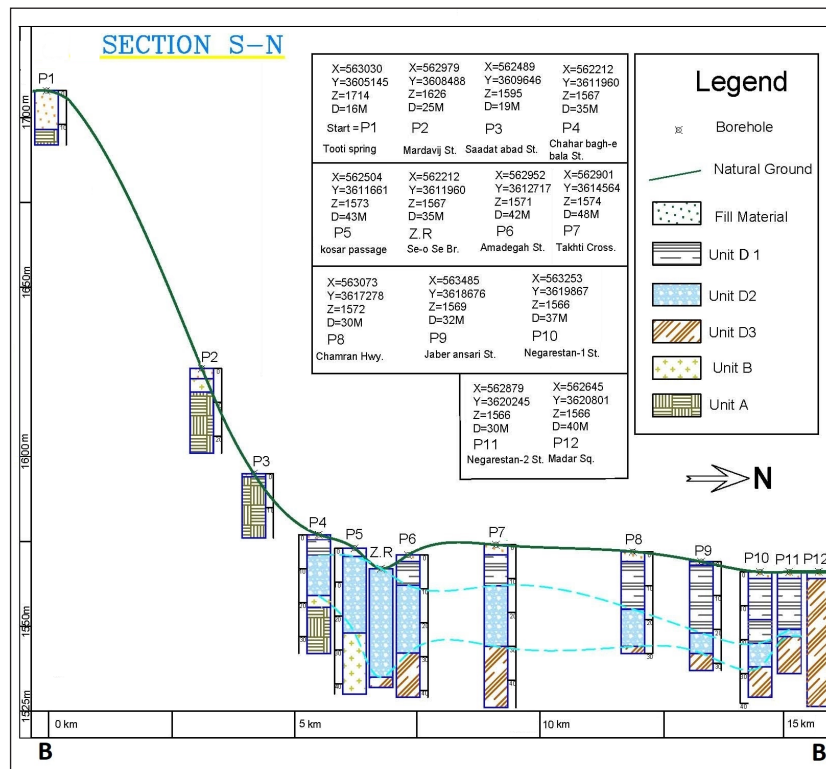 SECTION S-N
X=563030
Y=3605145
Z=1714
D=16M
Start = P1
Tooti spring
X=562979
Y=3608488
Z=1626
D=25M
P2
Mardavij St.
X=562489
Y=3609646
Z=1595
D=19M
P3
Saadat abad St.
X=562212
Y=3611960
Z=1567
D=35M
P4
Chahar bagh-e
bala St.
X=562504
Y=3611661
Z=1573
D=43M
P5
kosar passage
X=562212
Y=3611960
Z=1567
D=35M
Z.R
Se-o Se Br.
X=562952
Y=3612717
Z=1571
D=42M
P6
Amadegah St.
X=562901
Y=3614564
Z=1574
D=48M
P7
Takhti Cross.
X=563073
Y=3617278
Z=1572
D=30M
P8
Chamran Hwy.
X=563485
Y=3618676
Z=1569
D=32M
P9
Jaber ansari St.
X=563253
Y=3619867
Z=1566
D=37M
P10
Negarestan-1 St.
X=562879
Y=3620245
Z=1566
D=30M
P11
Negarestan-2 St.
X=562645
Y=3620801
Z=1566
D=40M
P12
Madar Sq.
Legend
Borehole
Natural Ground
Fill Material
Unit D 1
Unit D2
Unit D3
Unit B
Unit A
N
P1
P2
P3
P4
P5
Z.R
P6
P7
P8
P9
P10
P11
P12
1700m
1650m
1600m
1550m
1525m
0 km
5 km
10 km
15 km
B
B